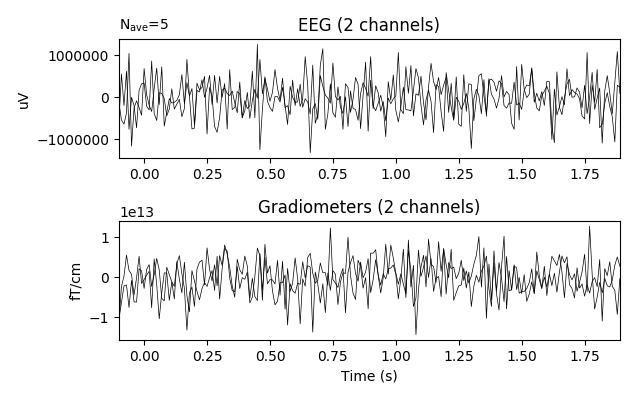 N_ave=5
EEG (2 channels)
1000000
0
−1000000
uV
0.00 0.25 0.50 0.75 1.00 1.25 1.50 1.75
1e13
Gradiometers (2 channels)
1
0
−1
fT/cm
0.00 0.25 0.50 0.75 1.00 1.25 1.50 1.75
Time (s)